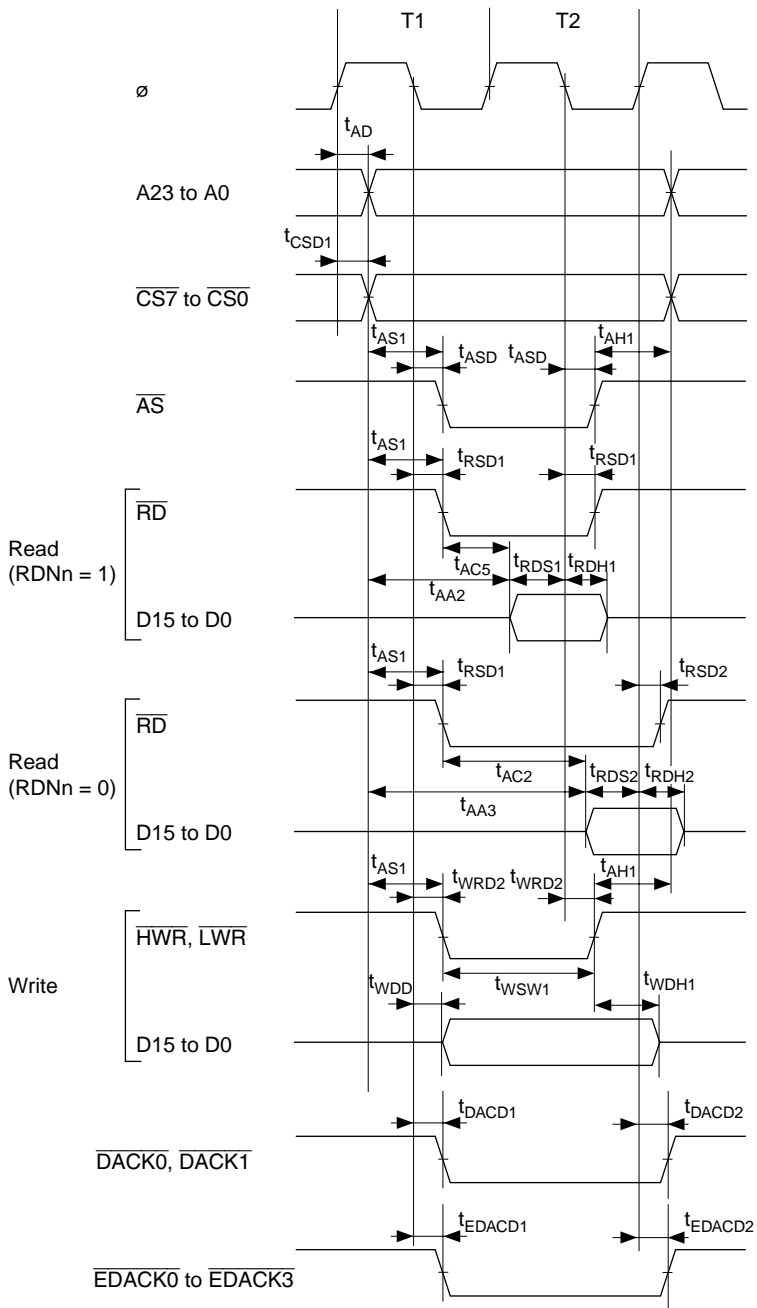 T1 T2
ø
tAD
A23 to A0
tCSD1
CS7 to CS0
tAS1 tASD tASD tAH1
AS
tAS1 tRSD1 tRSD1
RD
Read
(RDNn = 1)
tAC5 tRDS1 tRDH1
tAA2
D15 to D0
tAS1 tRSD1 tRSD2
RD
Read
(RDNn = 0)
tAC2 tRDS2 tRDH2
tAA3
D15 to D0
tAS1 tWRD2 tWRD2 tAH1
HWR, LWR
Write
tWDD tWSW1 tWDH1
D15 to D0
tDACD1 tDACD2
DACK0, DACK1
tEDACD1 tEDACD2
EDACK0 to EDACK3